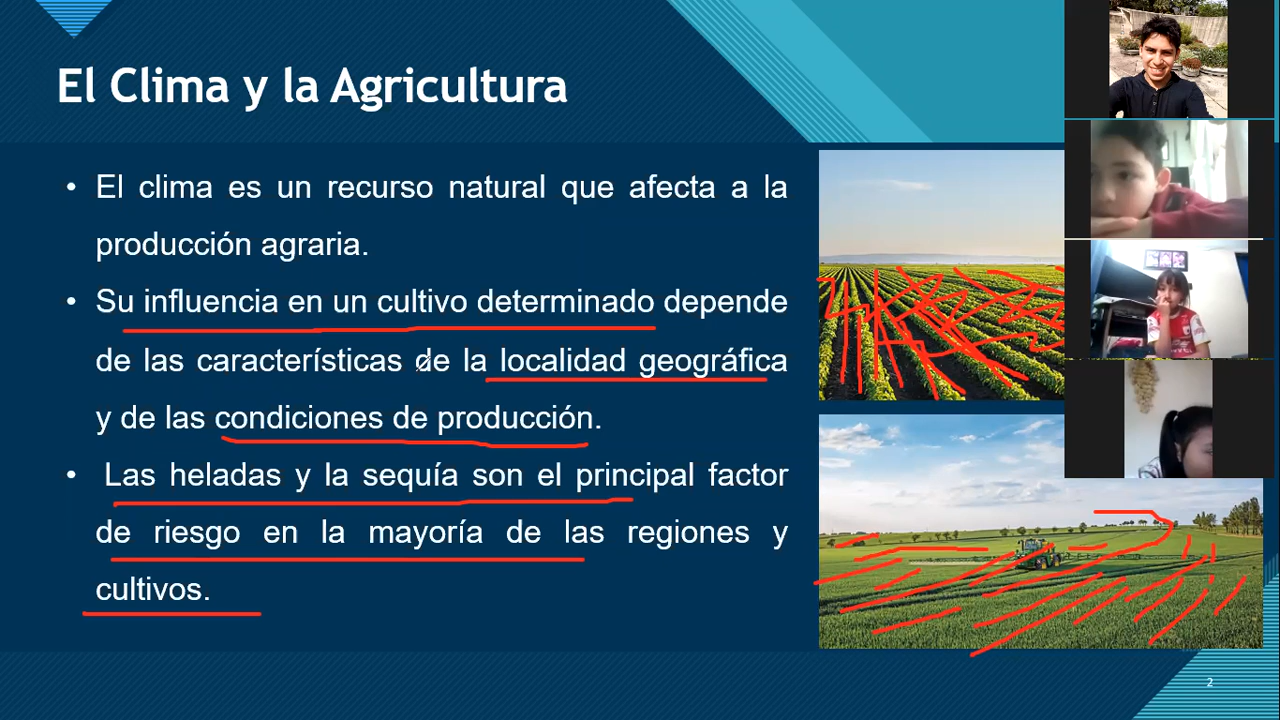 El Clima y la Agricultura
• El clima es un recurso natural que afecta a la
producción agraria.
• Su influencia en un cultivo determinado depende
de las características de la localidad geográfica
y de las condiciones de producción.
• Las heladas y la sequía son el principal factor
de riesgo en la mayoría de las regiones y
cultivos.
2